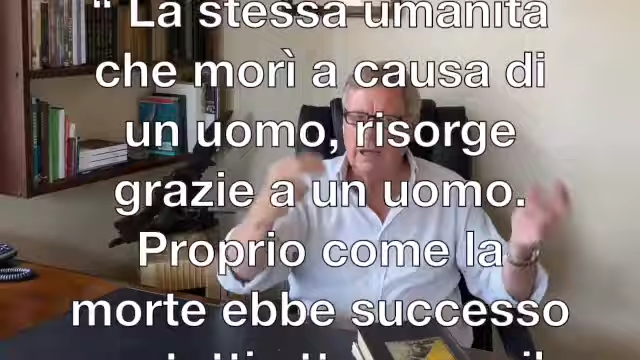 “ La stessa umanità
che morì a causa di
un uomo, risorge
grazie a un uomo.
Proprio come la
morte ebbe successo